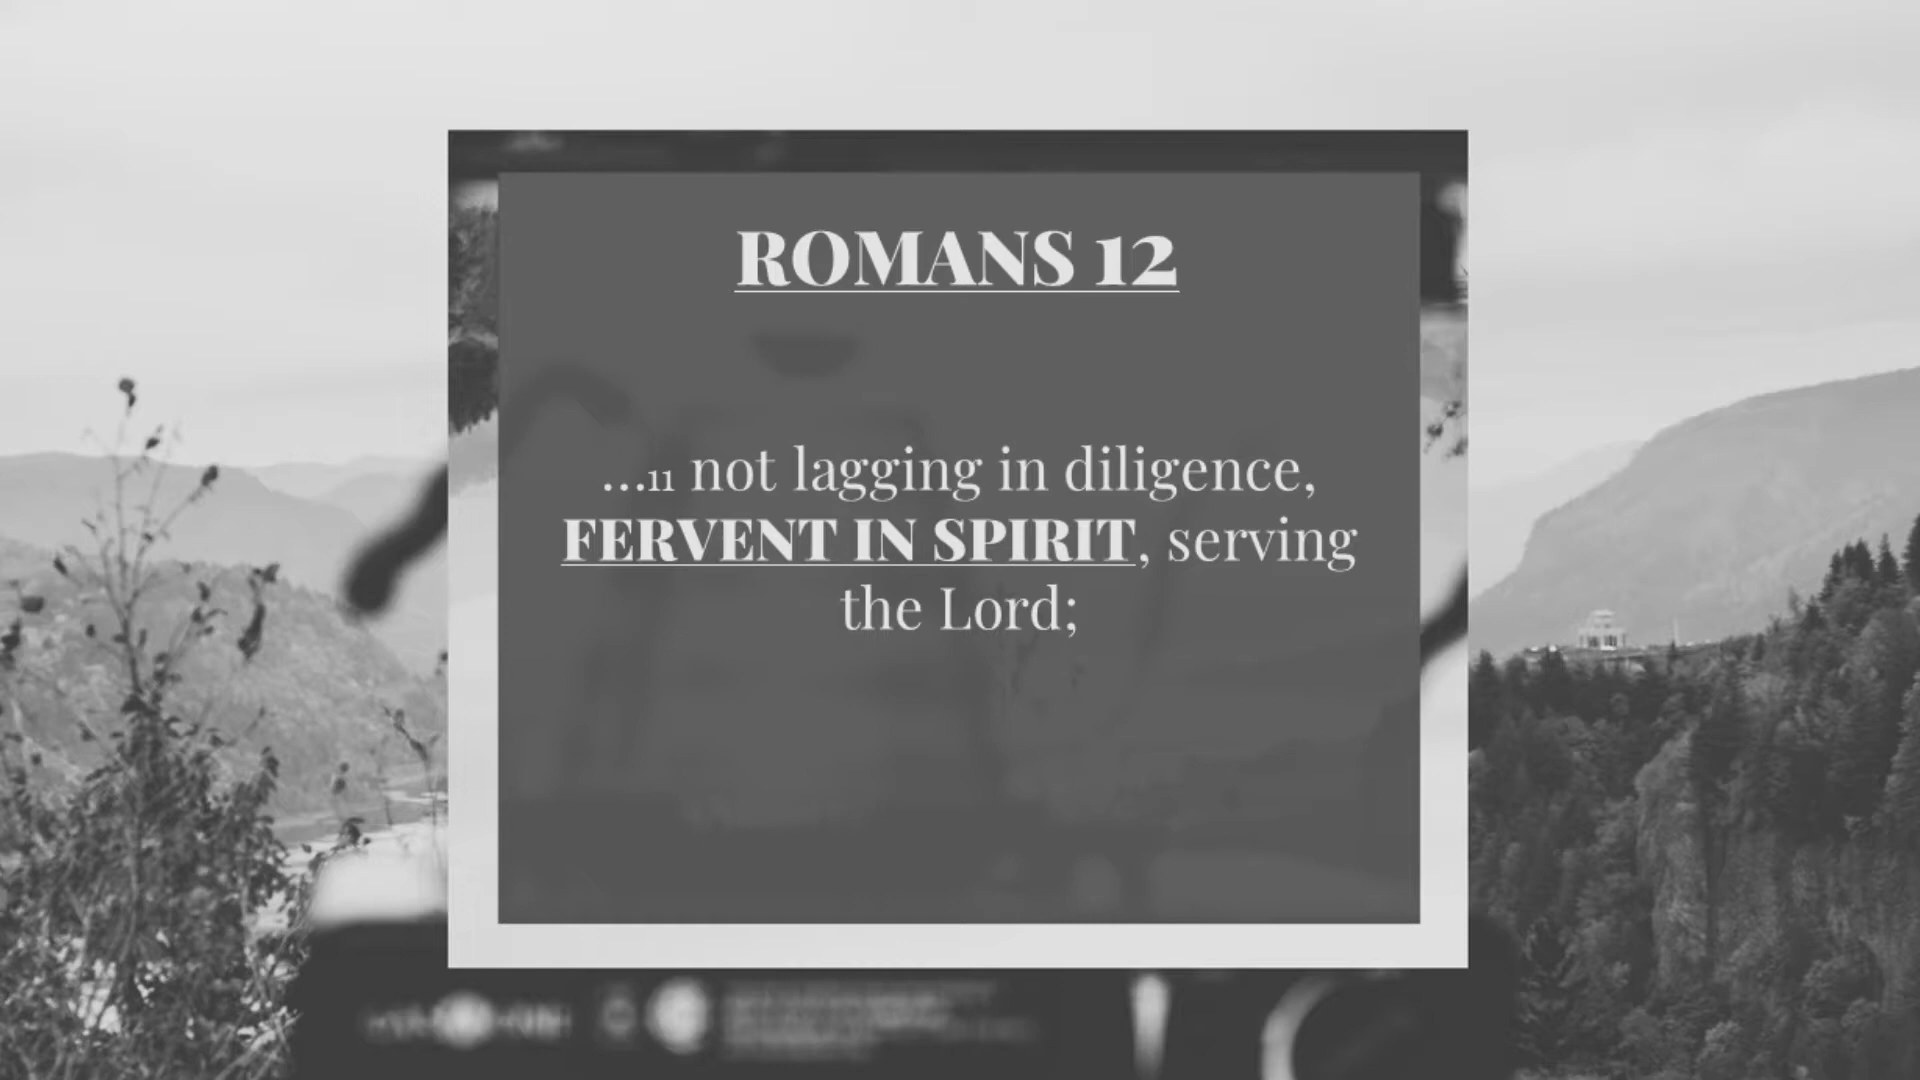 ROMANS 12
...11 not lagging in diligence,
FERVENT IN SPIRIT, serving
the Lord;